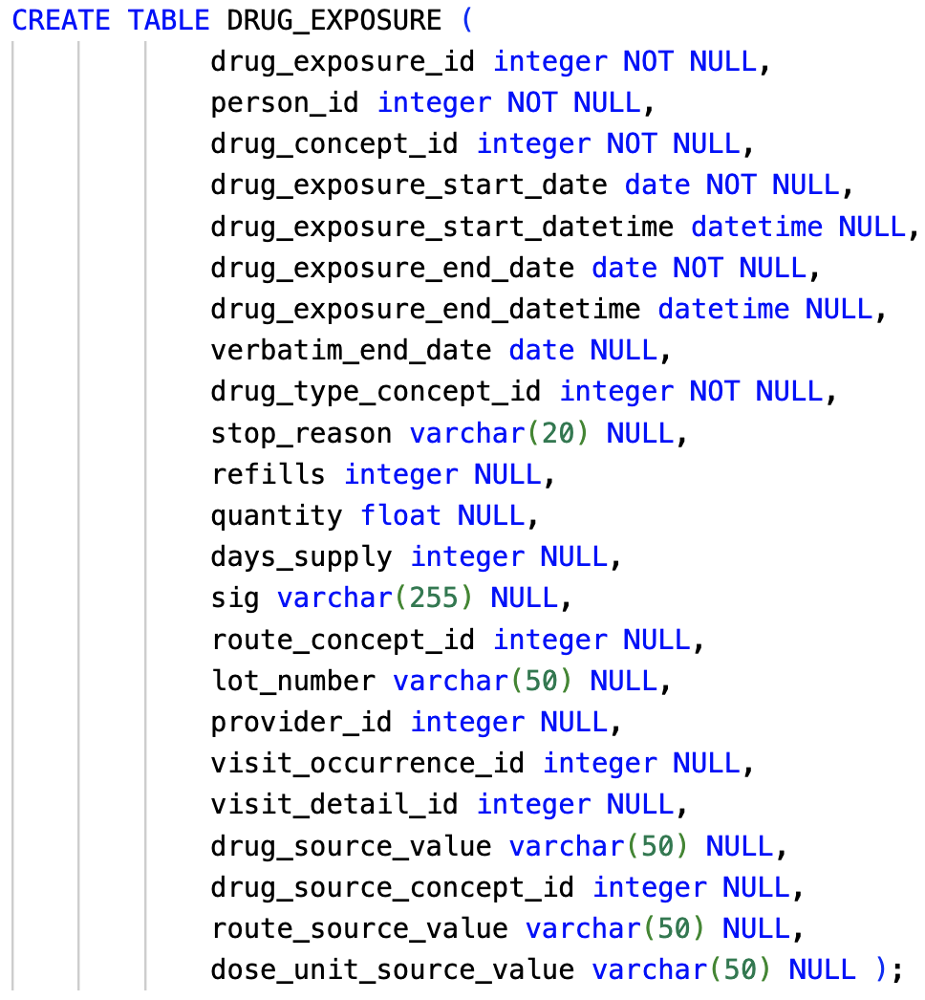 CREATE TABLE DRUG_EXPOSURE (
drug_exposure_id integer NOT NULL,
person_id integer NOT NULL,
drug_concept_id integer NOT NULL,
drug_exposure_start_date date NOT NULL,
drug_exposure_start_datetime datetime NULL,
drug_exposure_end_date date NOT NULL,
drug_exposure_end_datetime datetime NULL,
verbatim_end_date date NULL,
drug_type_concept_id integer NOT NULL,
stop_reason varchar(20) NULL,
refills integer NULL,
quantity float NULL,
days_supply integer NULL,
sig varchar(255) NULL,
route_concept_id integer NULL,
lot_number varchar(50) NULL,
provider_id integer NULL,
visit_occurrence_id integer NULL,
visit_detail_id integer NULL,
drug_source_value varchar(50) NULL,
drug_source_concept_id integer NULL,
route_source_value varchar(50) NULL,
dose_unit_source_value varchar(50) NULL );